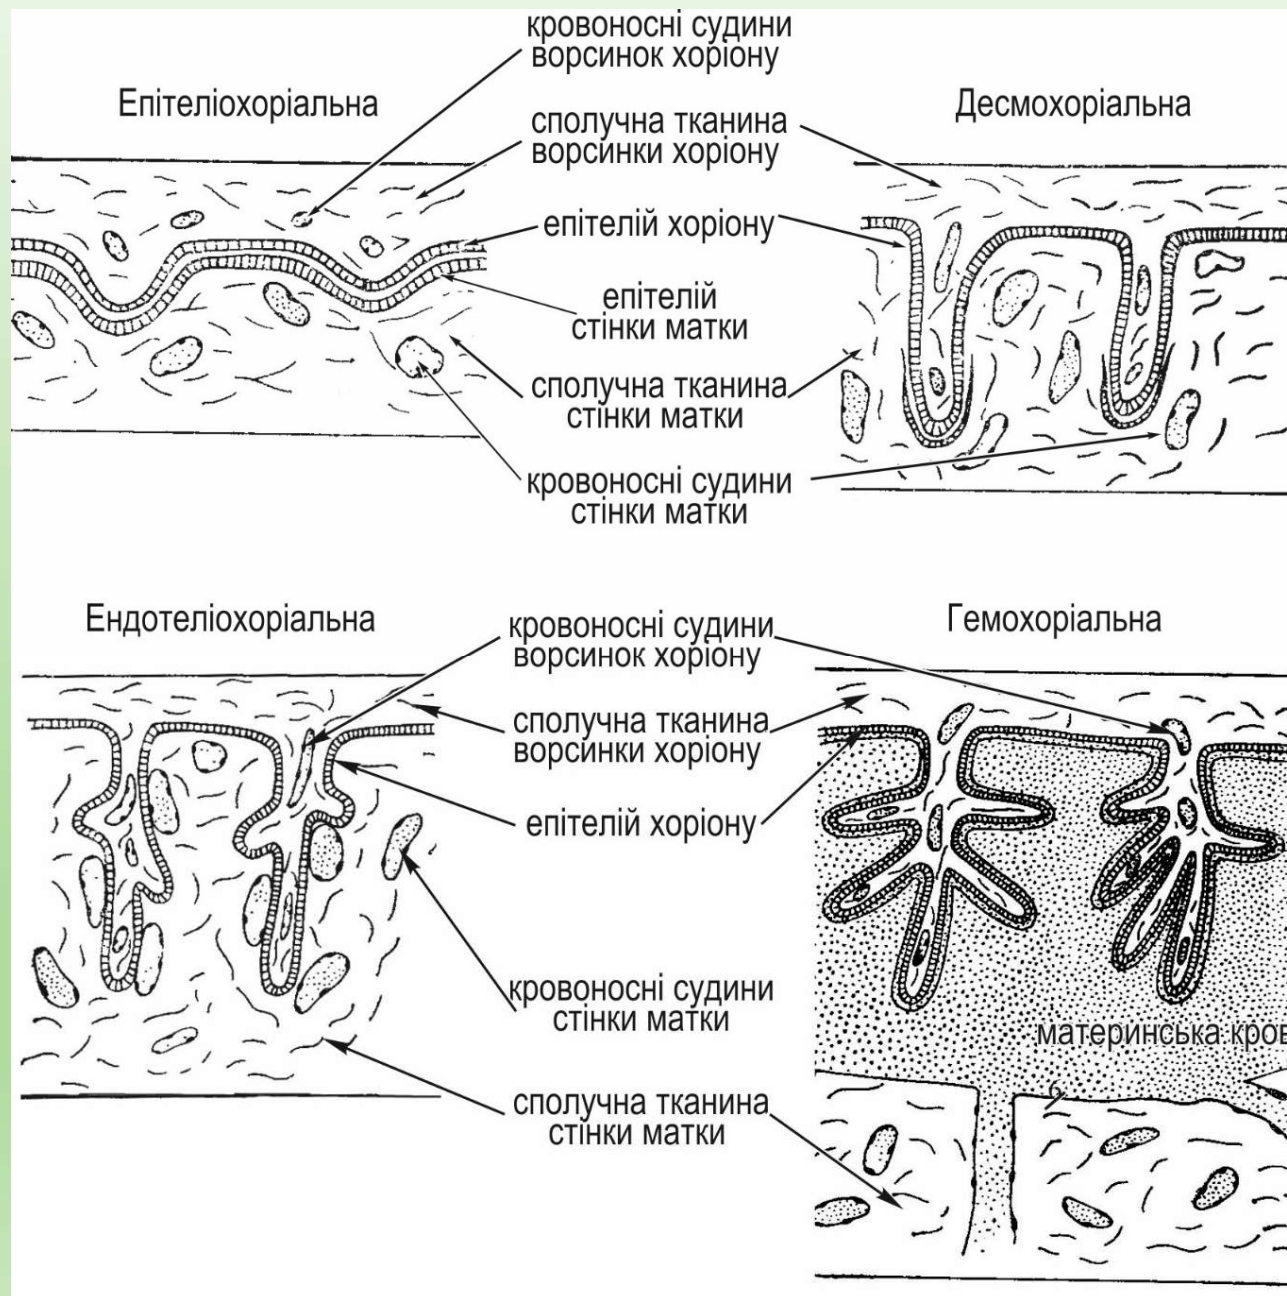 кровоносні судини
ворсинок хоріону
Епітеліохоріальна
Десмохоріальна
сполучна тканина
ворсинки хоріону
епітелій хоріону
епітелій
стінки матки
сполучна тканина
стінки матки
кровоносні судини
стінки матки
Ендотеліохоріальна
Гемохоріальна
кровоносні судини
ворсинок хоріону
сполучна тканина
ворсинки хоріону
епітелій хоріону
кровоносні судини
стінки матки
материнська кров
сполучна тканина
стінки матки